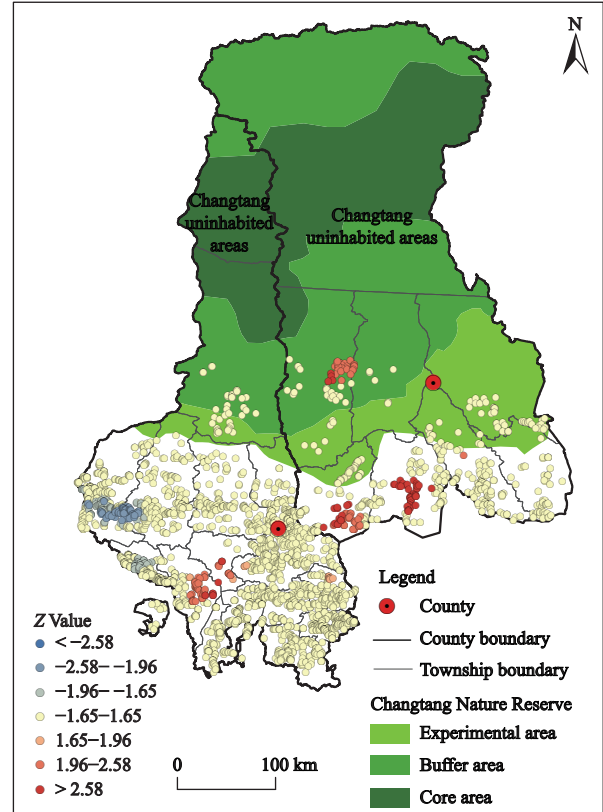 N
Changtang
uninhabited
areas
Changtang
uninhabited areas
Legend
County
County boundary
Township boundary
Changtang Nature Reserve
Experimental area
Buffer area
Core area
Z Value
<−2.58
−2.58–−1.96
−1.96–−1.65
−1.65–1.65
1.65–1.96
1.96–2.58
>2.58
0 100 km